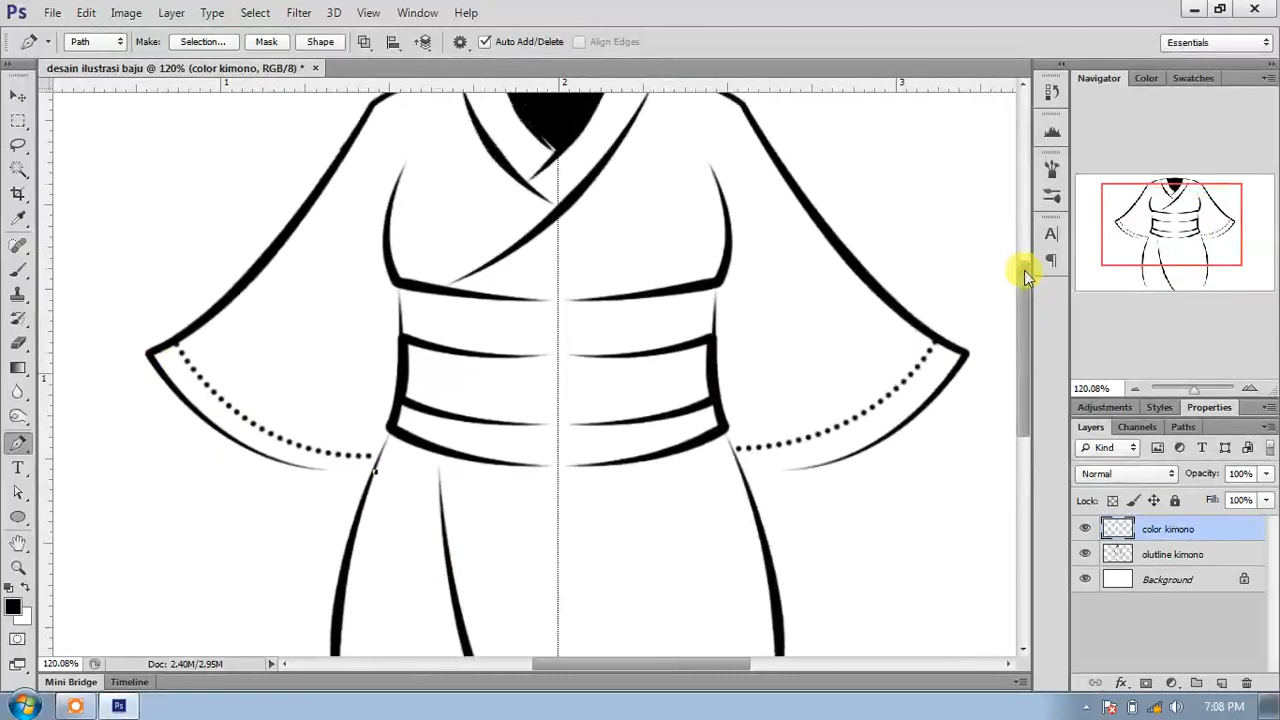 Ps File Edit Image Layer Type Select Filter 3D View Window Help
Path Make: Selection... Mask Shape Auto Add/Delete Align Edges Essentials
desain ilustrasi baju @ 120% (color kimono, RGB/8) * ×
1 2 3
1
Navigator Color Swatches
120.08%
Adjustments Styles Properties
Layers Channels Paths
Kind
Normal Opacity: 100%
Lock: Fill: 100%
color kimono
olutline kimono
Background
120.08% Doc: 2.40M/2.95M
Mini Bridge Timeline
Ps 7:08 PM